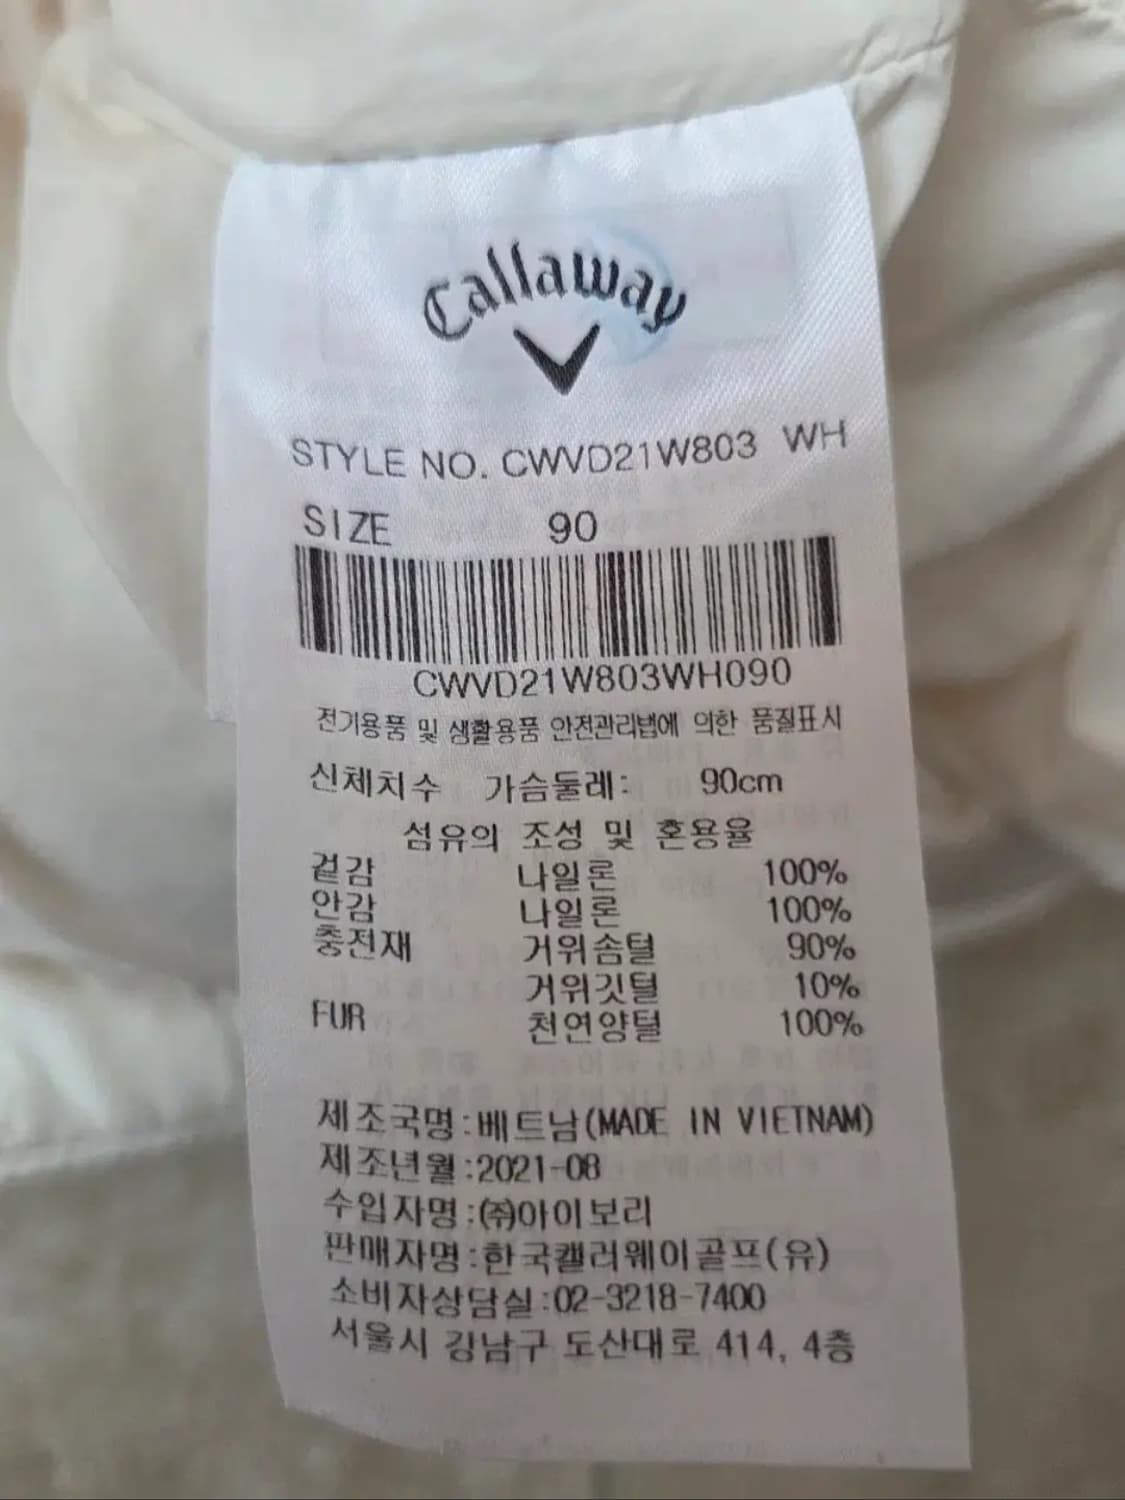 Callaway
STYLE NO. CWVD21W803 WH
SIZE 90
CWVD21W803WH090
전기용품 및 생활용품 안전관리법에 의한 품질표시
신체치수 가슴둘레: 90cm
섬유의 조성 및 혼용율
겉감 나일론 100%
안감 나일론 100%
충전재 거위솜털 90%
거위깃털 10%
FUR 천연양털 100%
제조국명:베트남(MADE IN VIETNAM)
제조년월:2021-08
수입자명:㈜아이보리
판매자명:한국캘러웨이골프(유)
소비자상담실:02-3218-7400
서울시 강남구 도산대로 414, 4층